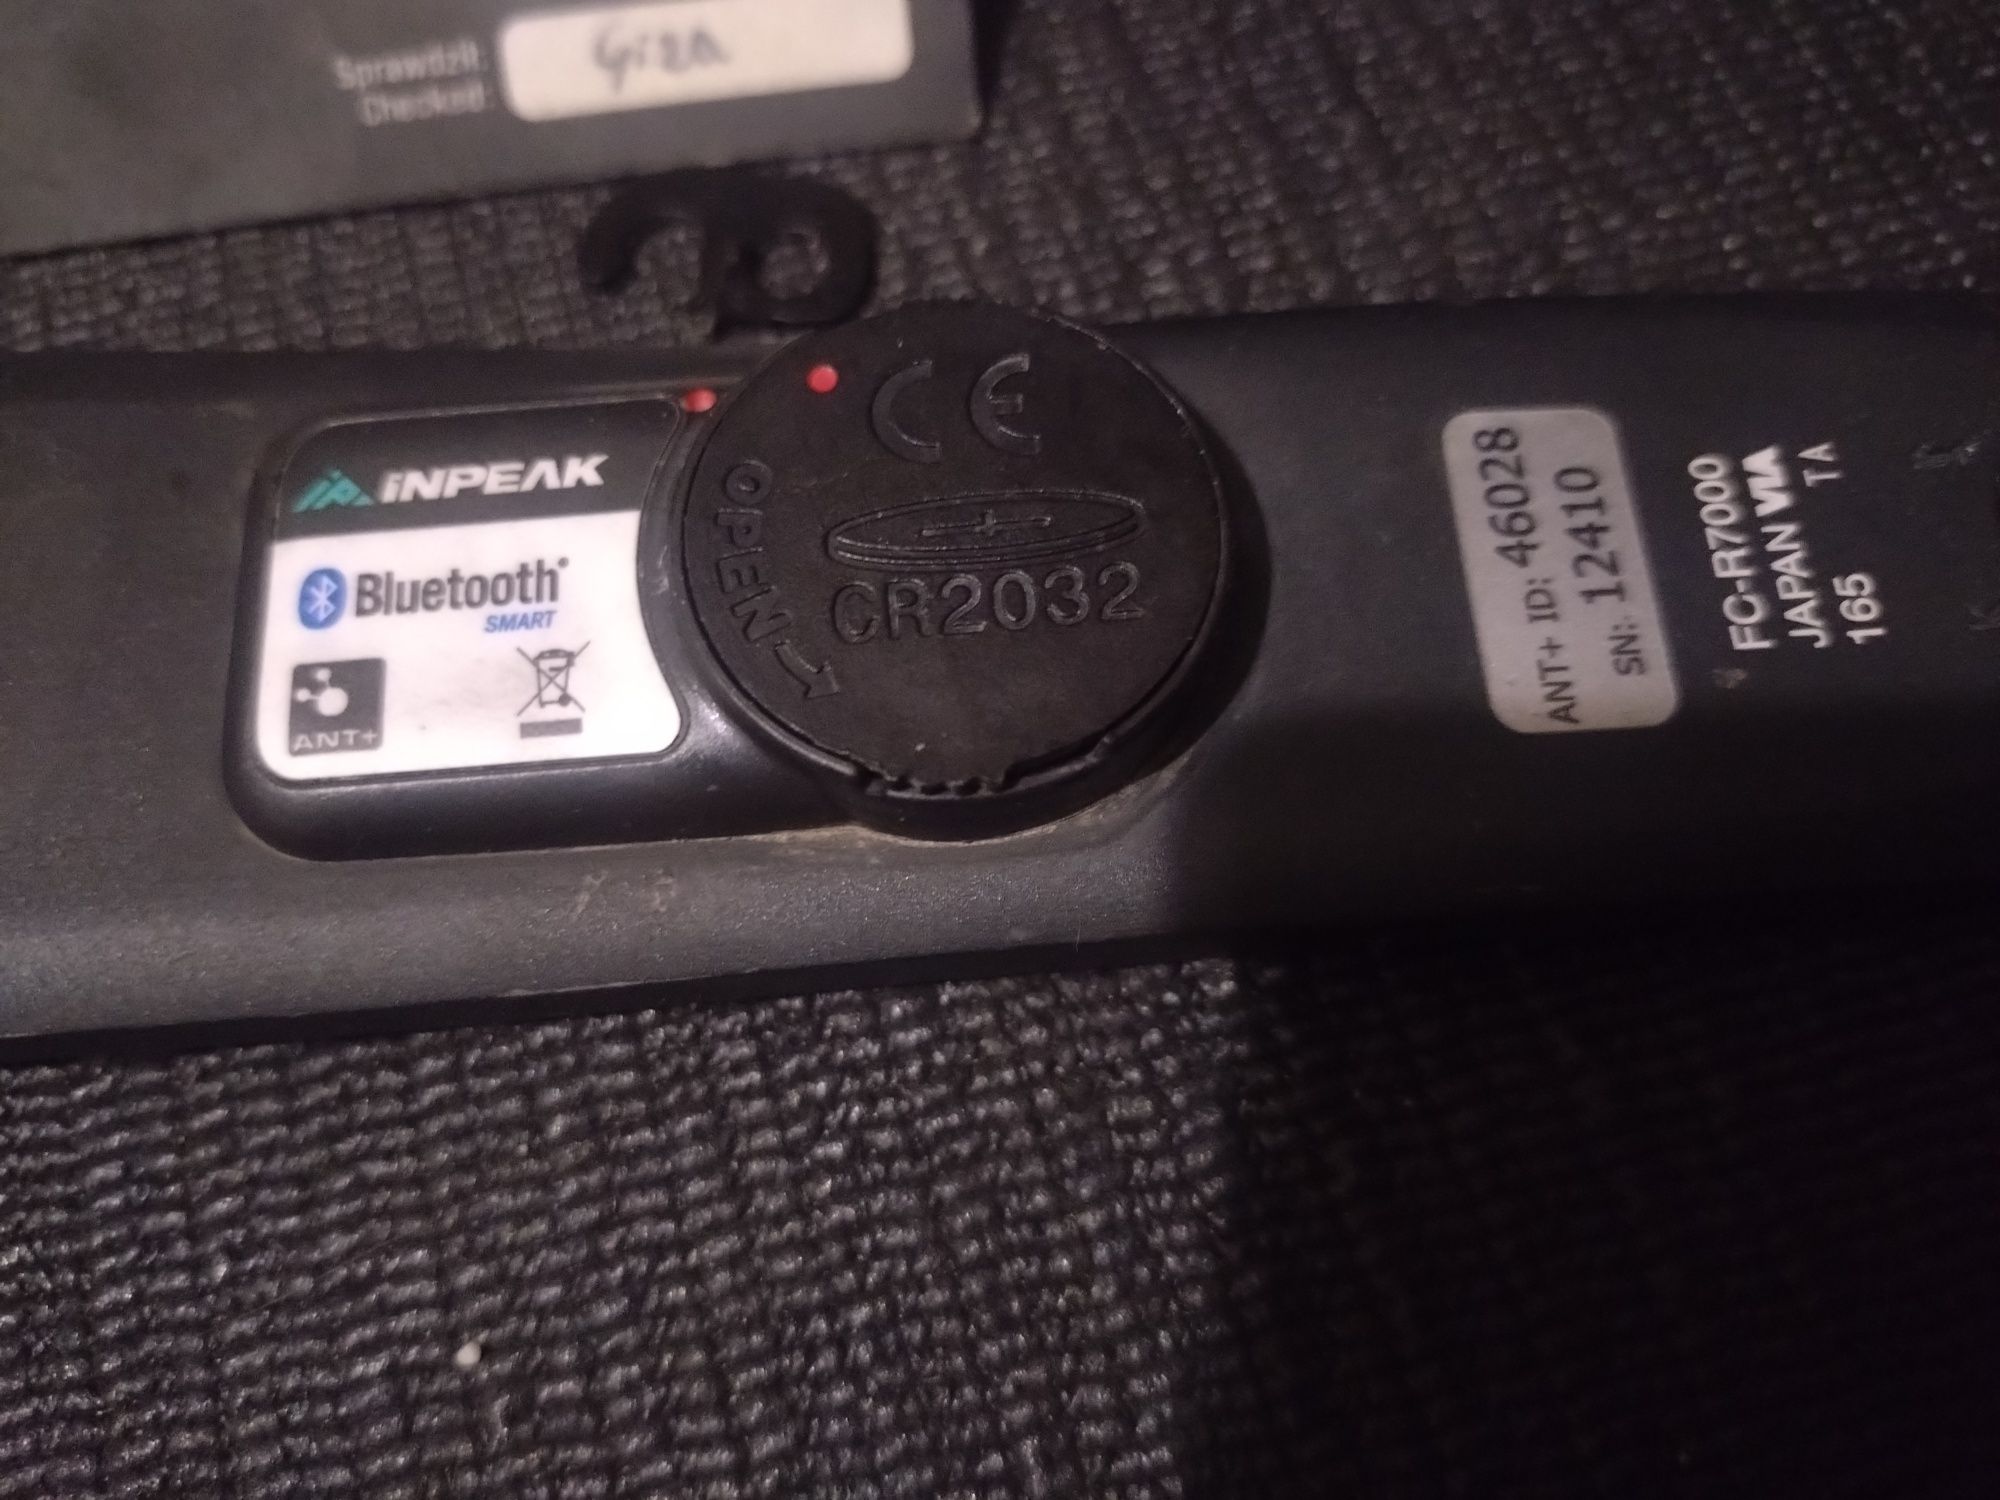 Sprawdził:
Checked:
iNPEAK
Bluetooth
SMART
ANT+
CE
OPEN
+
CR2032
ANT+ ID: 46028
SN: 12410
FC-R7000
JAPAN VIA
165 TA